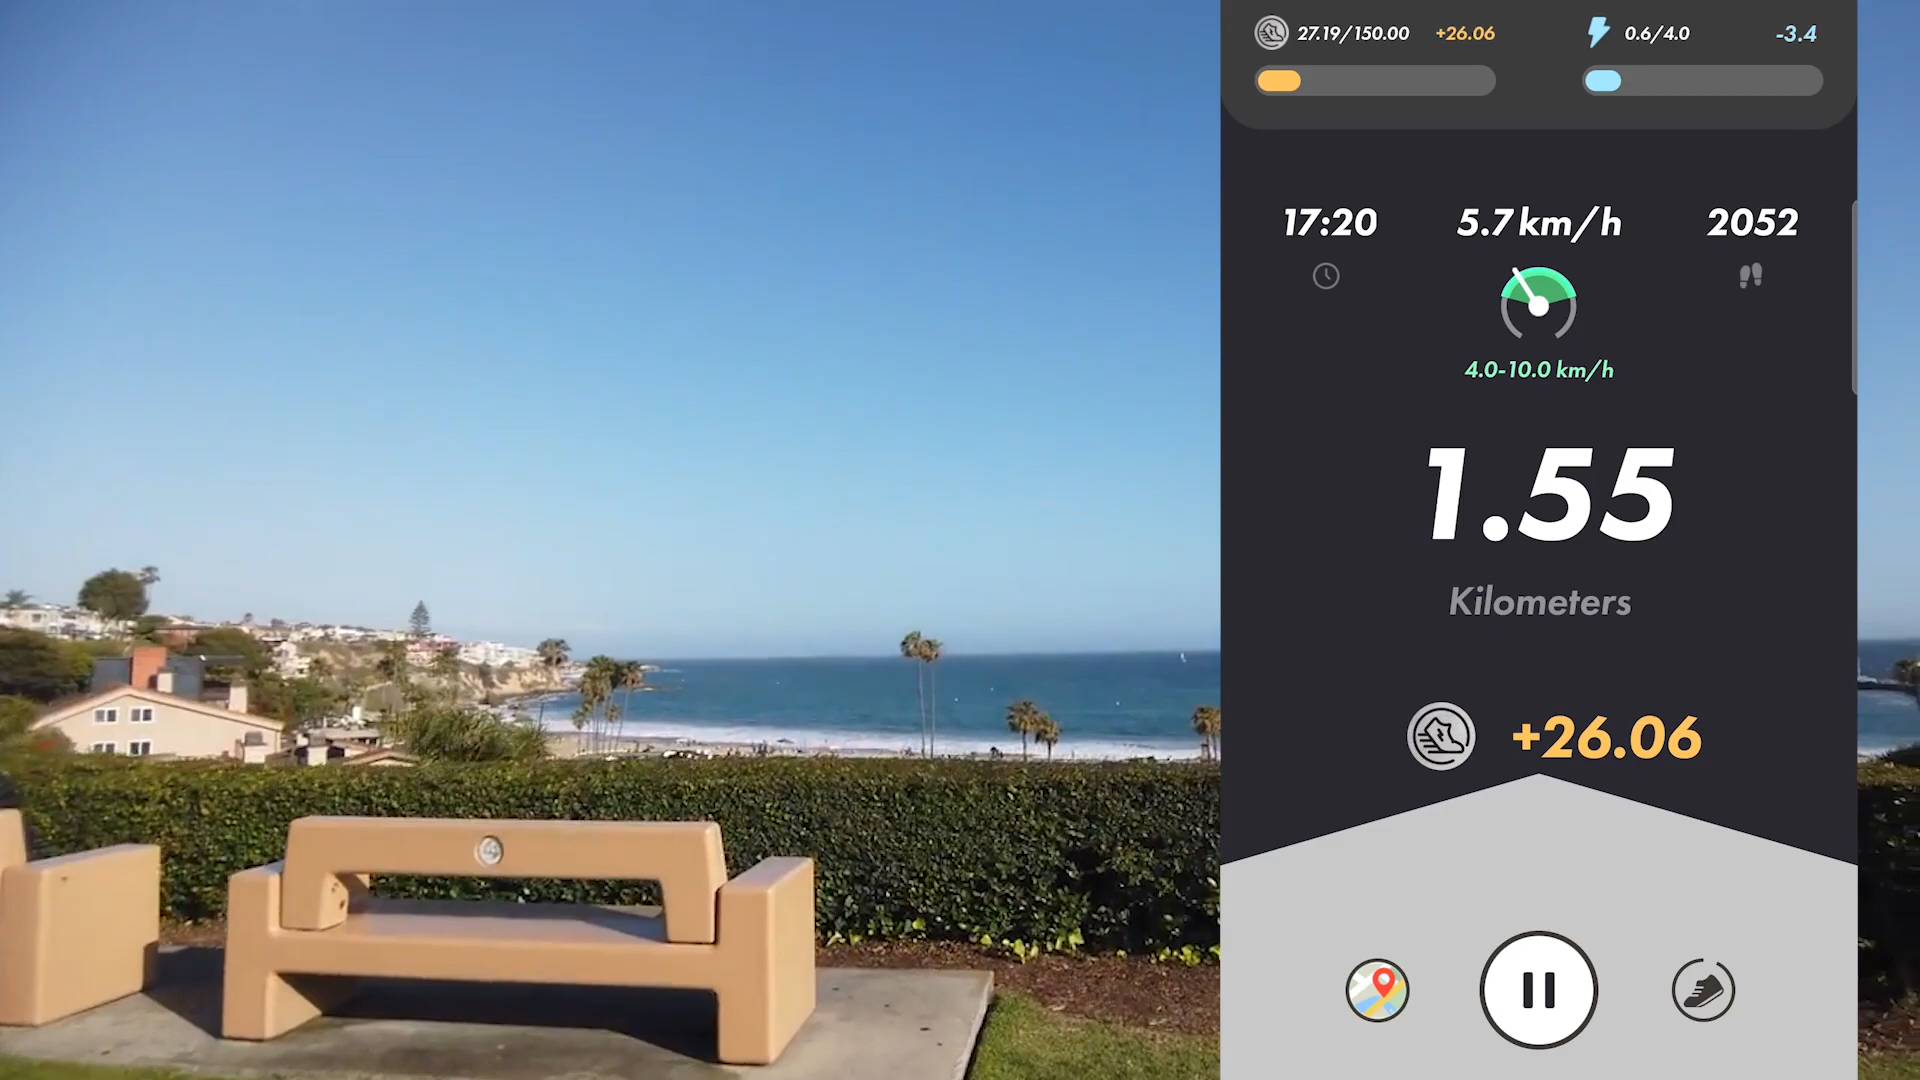 27.19/150.00 +26.06 0.6/4.0 -3.4
17:20 5.7 km/h 2052
4.0-10.0 km/h
1.55
Kilometers
+26.06